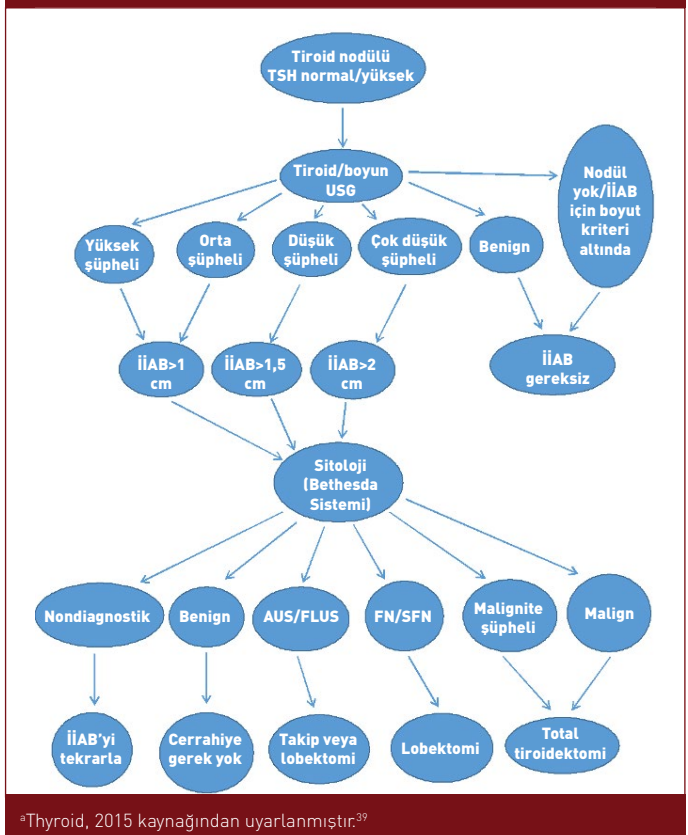 Tiroid nodülü
TSH normal/yüksek
Tiroid/boyun
USG
Nodül
yok/İİAB
için boyut
kriteri
altında
Yüksek
şüpheli
Orta
şüpheli
Düşük
şüpheli
Çok düşük
şüpheli
Benign
İİAB>1
cm
İİAB>1,5
cm
İİAB>2
cm
İİAB
gereksiz
Sitoloji
(Bethesda
Sistemi)
Nondiagnostik
Benign
AUS/FLUS
FN/SFN
Malignite
şüpheli
Malign
İİAB'yi
tekrarla
Cerrahiye
gerek yok
Takip veya
lobektomi
Lobektomi
Total
tiroidektomi
ᵃThyroid, 2015 kaynağından uyarlanmıştır.³⁹